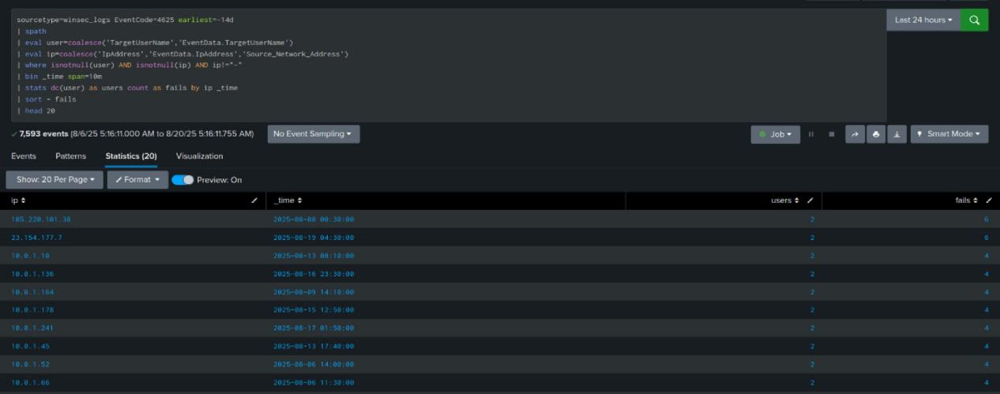 sourcetype=winsec_logs EventCode=4625 earliest=-14d
| spath
| eval user=coalesce('TargetUserName','EventData.TargetUserName')
| eval ip=coalesce('IpAddress','EventData.IpAddress','Source_Network_Address')
| where isnotnull(user) AND isnotnull(ip) AND ip!="-"
| bin _time span=10m
| stats dc(user) as users count as fails by ip _time
| sort - fails
| head 20
Last 24 hours
7,593 events (8/6/25 5:16:11.000 AM to 8/20/25 5:16:11.755 AM) No Event Sampling Job Smart Mode
Events Patterns Statistics (20) Visualization
Show: 20 Per Page Format Preview: On
ip _time users fails
185.220.101.38 2025-08-08 00:30:00 2 6
23.154.177.7 2025-08-19 04:30:00 2 6
10.0.1.10 2025-08-13 08:10:00 2 4
10.0.1.136 2025-08-16 23:30:00 2 4
10.0.1.164 2025-08-09 14:10:00 2 4
10.0.1.178 2025-08-15 12:50:00 2 4
10.0.1.241 2025-08-17 01:50:00 2 4
10.0.1.45 2025-08-13 17:40:00 2 4
10.0.1.52 2025-08-06 14:00:00 2 4
10.0.1.66 2025-08-06 11:30:00 2 4